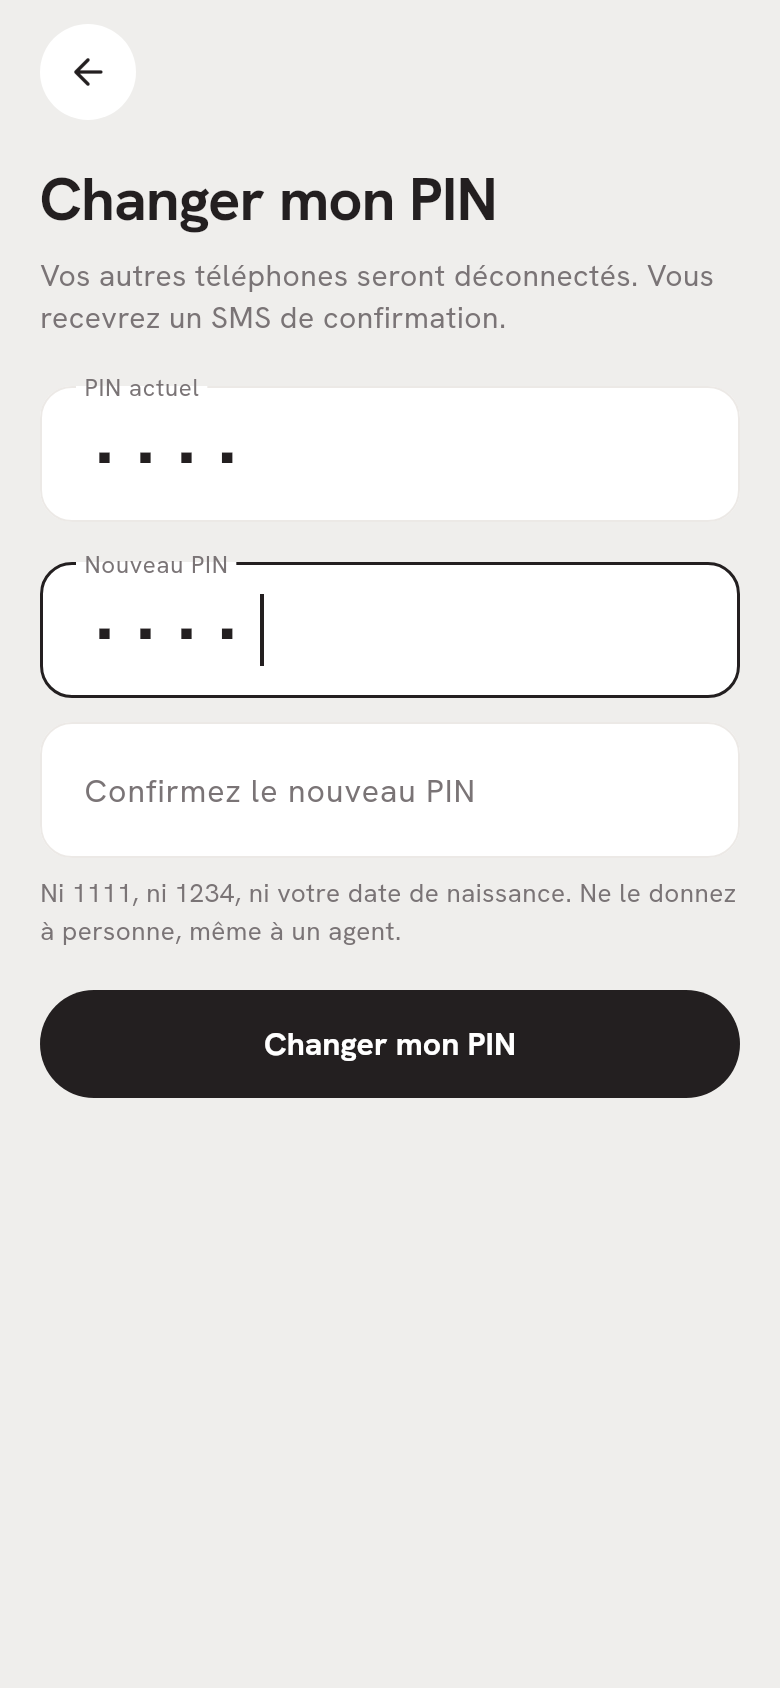 Changer mon PIN
Vos autres téléphones seront déconnectés. Vous
recevrez un SMS de confirmation.
PIN actuel
Nouveau PIN
Confirmez le nouveau PIN
Ni 1111, ni 1234, ni votre date de naissance. Ne le donnez
à personne, même à un agent.
Changer mon PIN